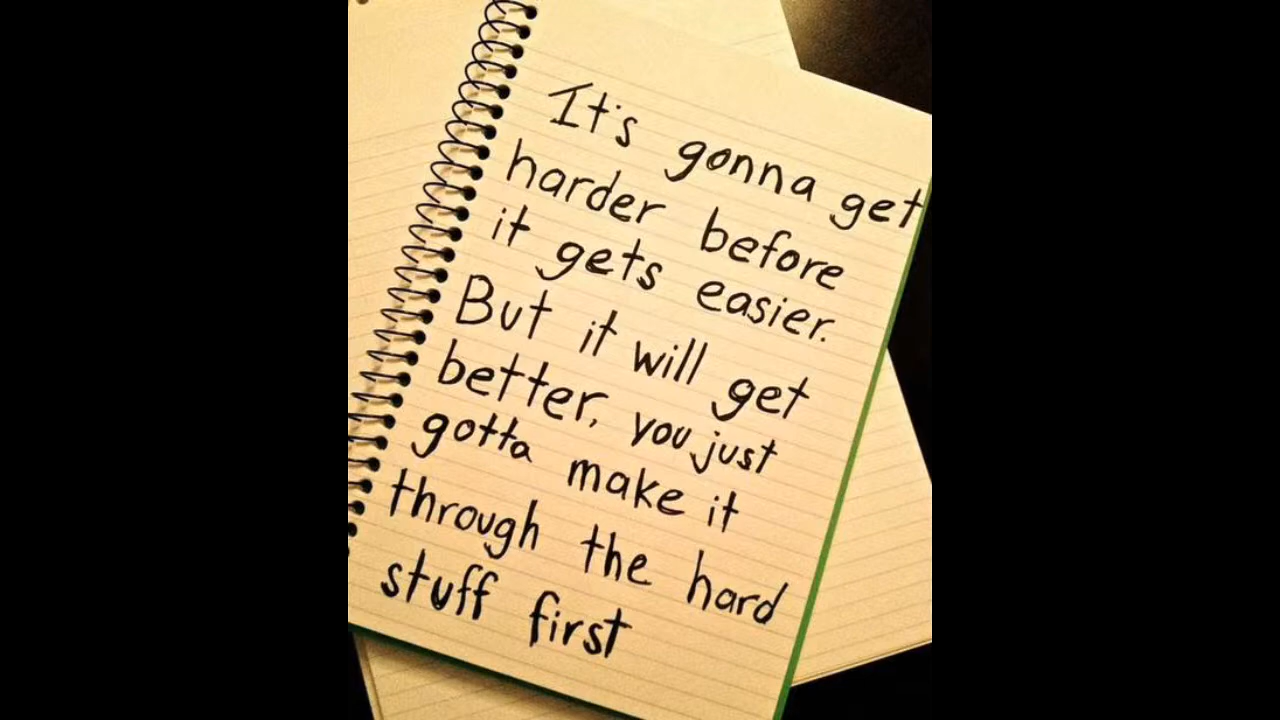 It's gonna get
harder before
it gets easier.
But it will get
better, you just
gotta make it
through the hard
stuff first